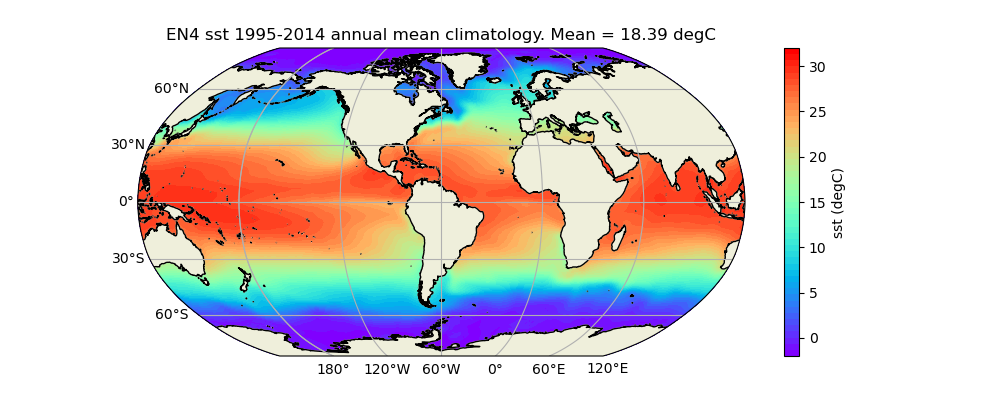 EN4 sst 1995-2014 annual mean climatology. Mean = 18.39 degC
60°N
30°N
0°
30°S
60°S
180° 120°W 60°W 0° 60°E 120°E
30
25
20
15
10
5
0
sst (degC)